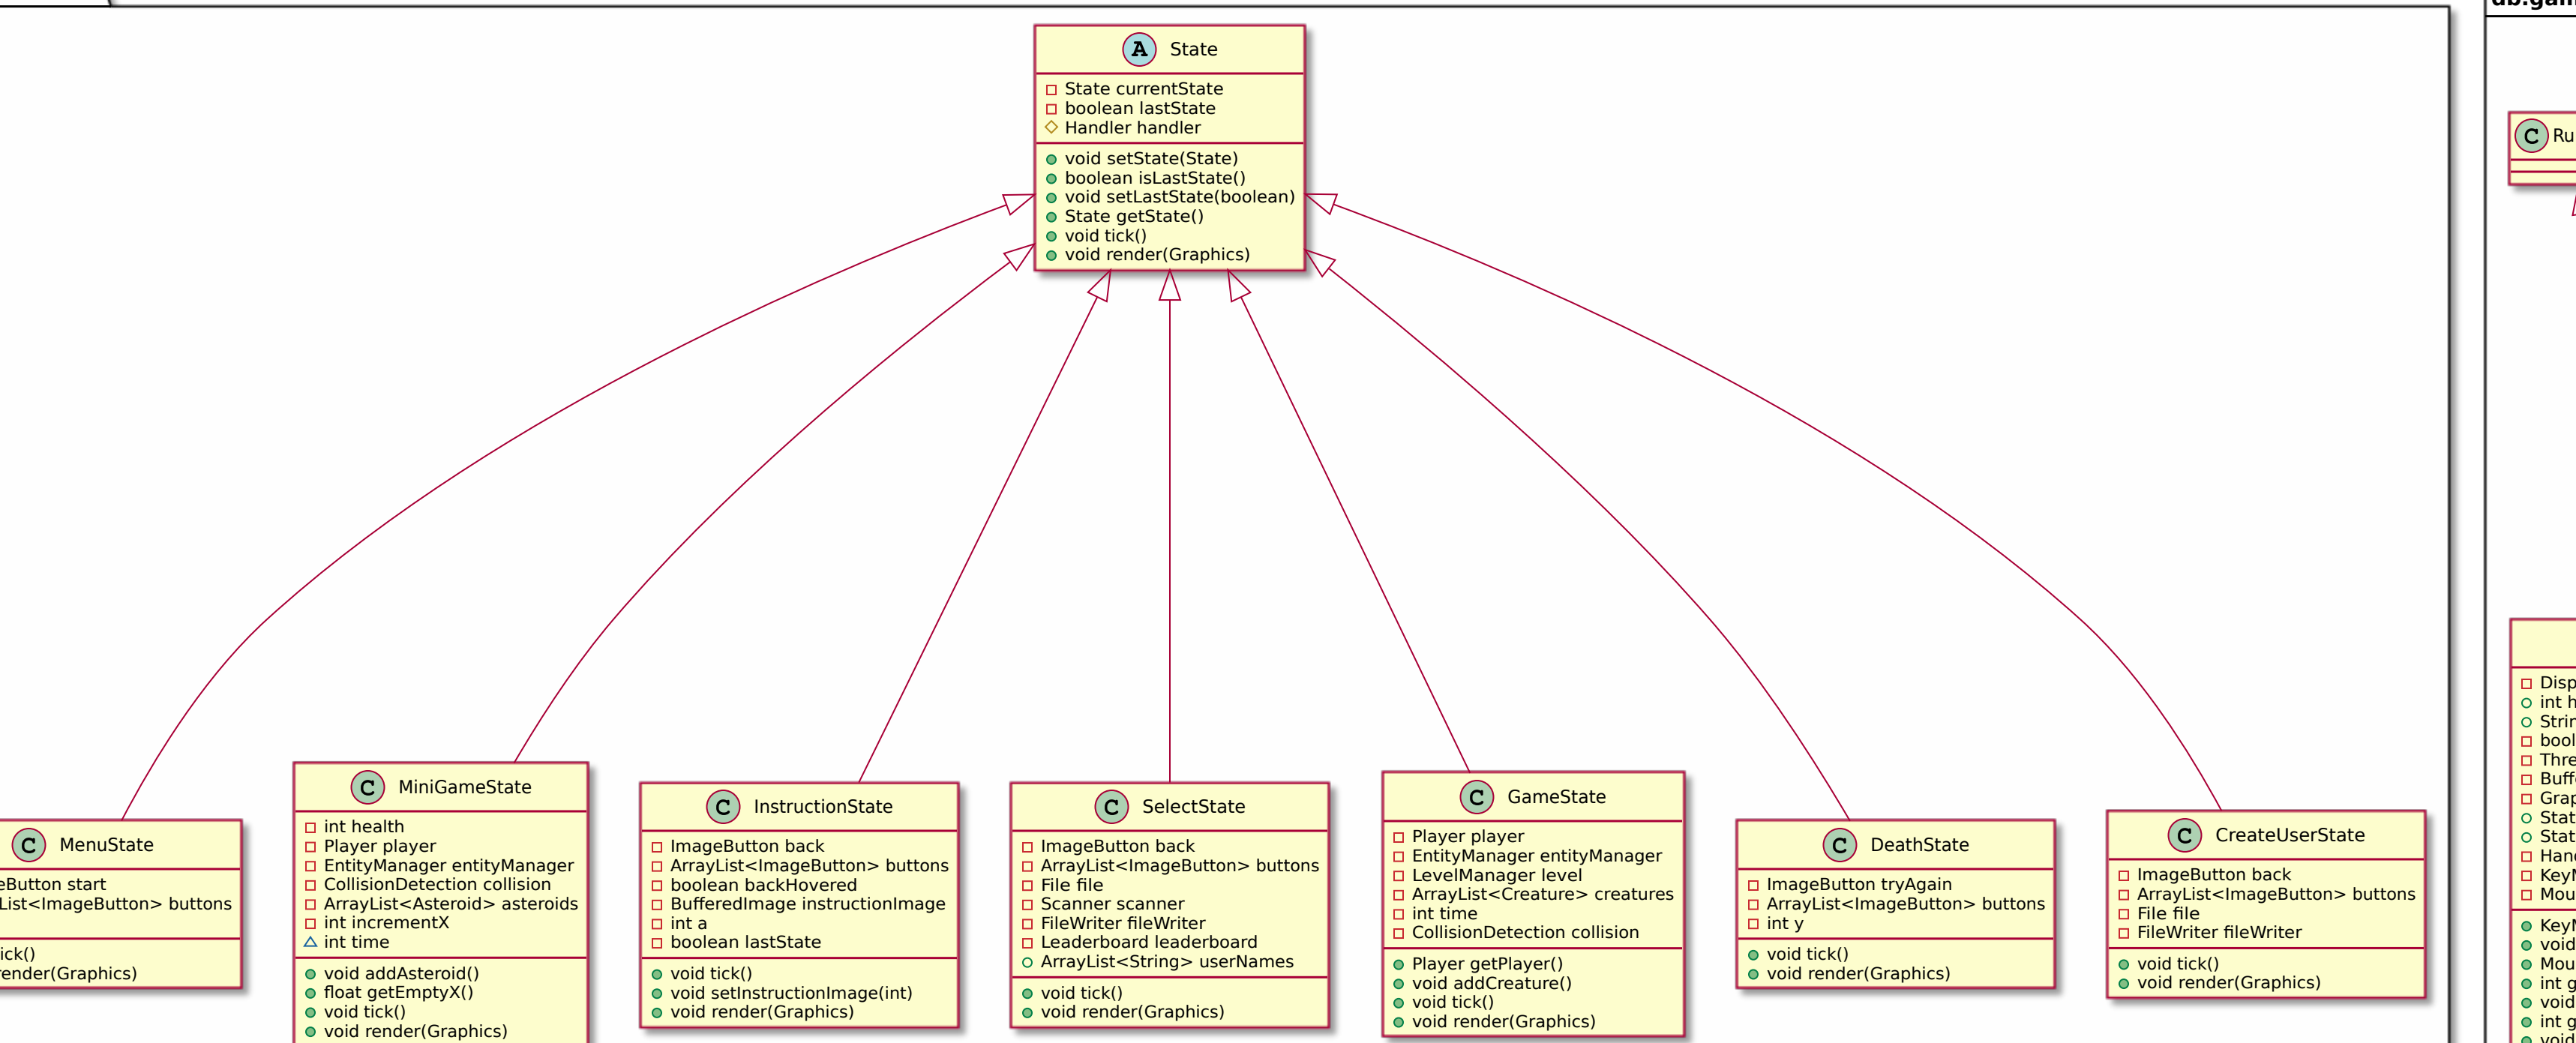 A State
State currentState
boolean lastState
Handler handler
void setState(State)
boolean isLastState()
void setLastState(boolean)
State getState()
void tick()
void render(Graphics)
C MenuState
start
buttons
render(Graphics)
C MiniGameState
int health
Player player
EntityManager entityManager
CollisionDetection collision
ArrayList<Asteroid> asteroids
int incrementX
int time
void addAsteroid()
float getEmptyX()
void tick()
void render(Graphics)
C InstructionState
ImageButton back
ArrayList<ImageButton> buttons
boolean backHovered
BufferedImage instructionImage
int a
boolean lastState
void tick()
void setInstructionImage(int)
void render(Graphics)
C SelectState
ImageButton back
ArrayList<ImageButton> buttons
File file
Scanner scanner
FileWriter fileWriter
Leaderboard leaderboard
ArrayList<String> userNames
void tick()
void render(Graphics)
C GameState
Player player
EntityManager entityManager
LevelManager level
ArrayList<Creature> creatures
int time
CollisionDetection collision
Player getPlayer()
void addCreature()
void tick()
void render(Graphics)
C DeathState
ImageButton tryAgain
ArrayList<ImageButton> buttons
int y
void tick()
void render(Graphics)
C CreateUserState
ImageButton back
ArrayList<ImageButton> buttons
File file
FileWriter fileWriter
void tick()
void render(Graphics)
C
int
void
int
void
int
void